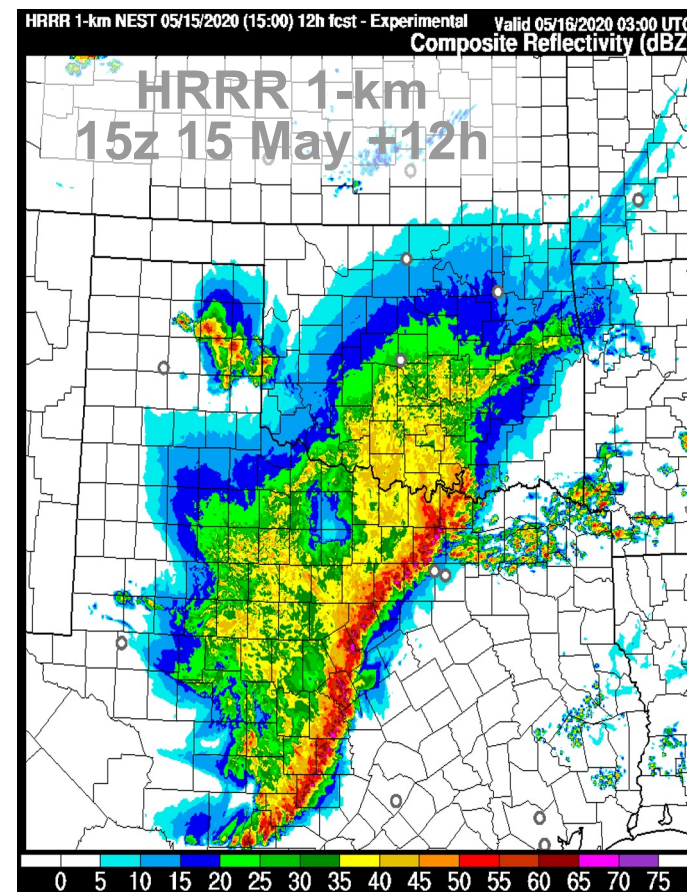 HRRR 1-km NEST 05/15/2020 (15:00) 12h fcst - Experimental Valid 05/16/2020 03:00 UTC
Composite Reflectivity (dBZ
HRRR 1-km
15z 15 May +12h
0 5 10 15 20 25 30 35 40 45 50 55 60 65 70 75